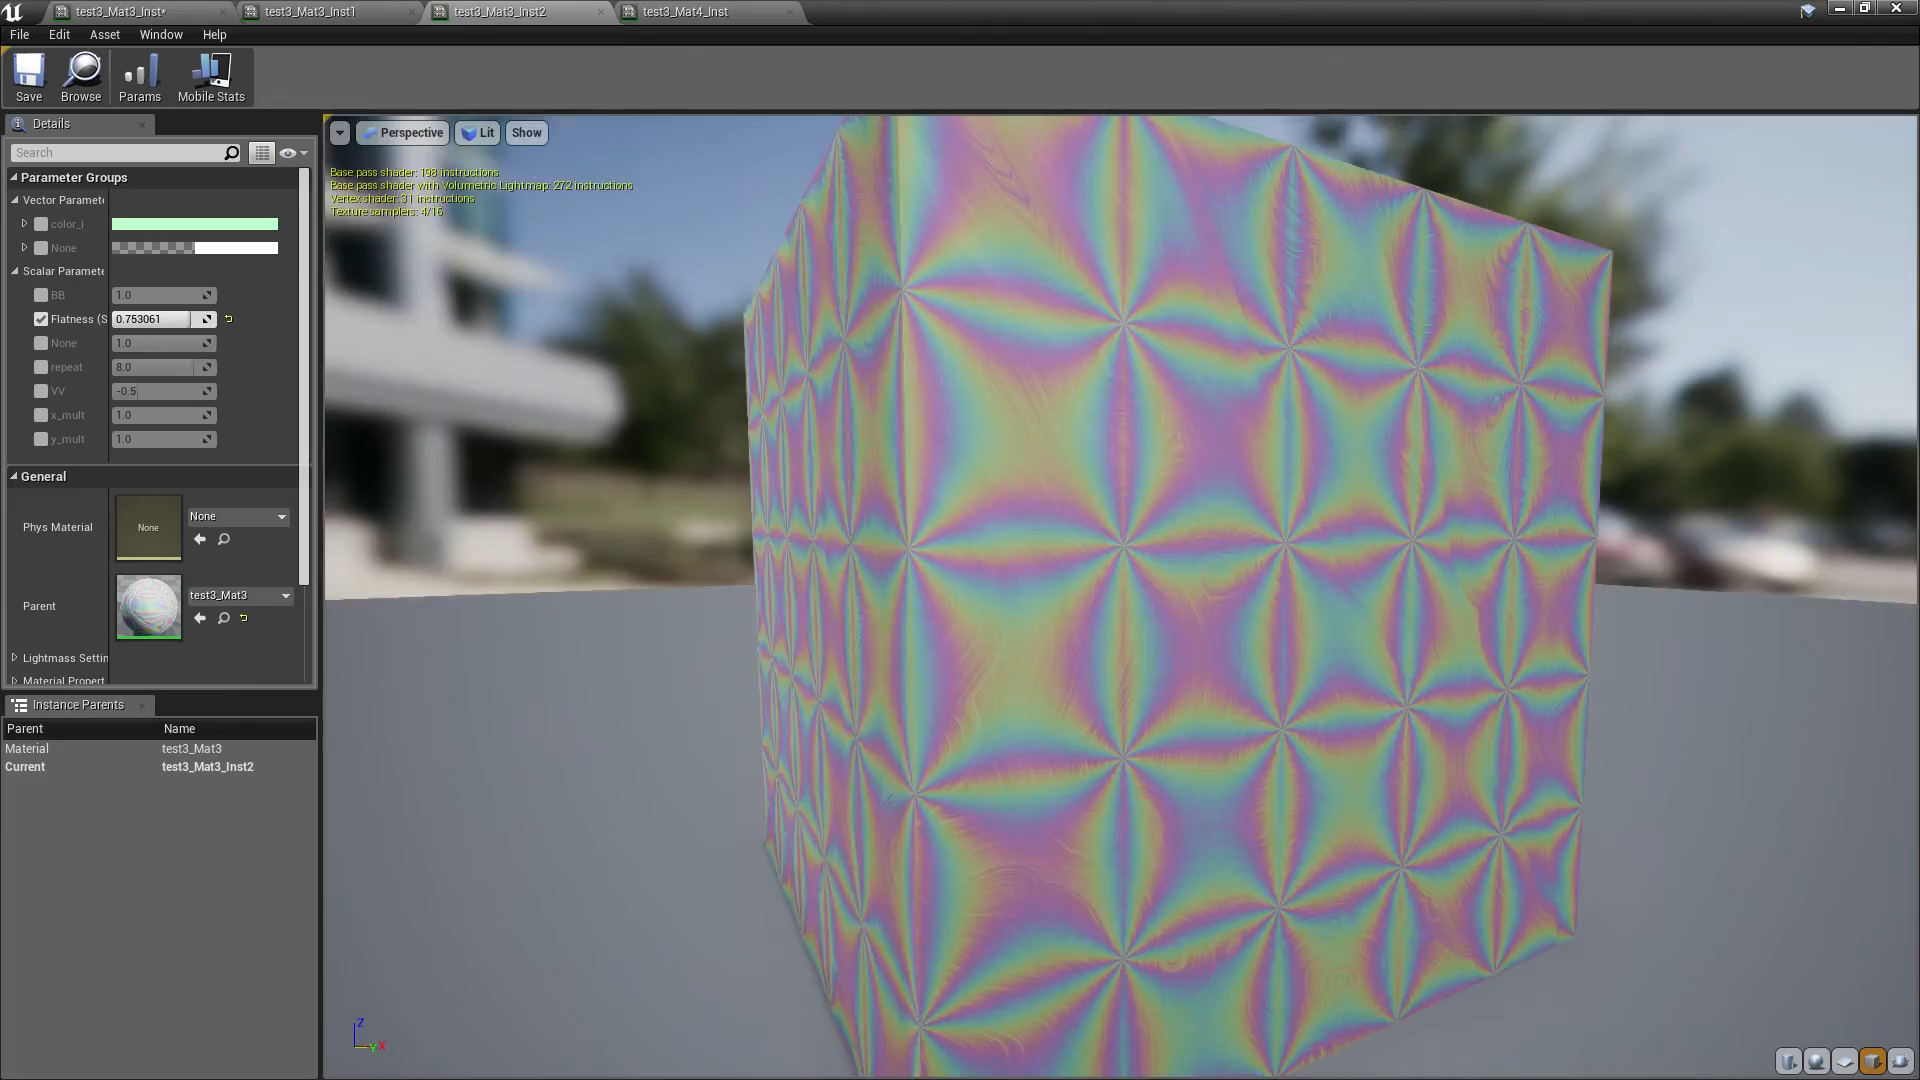 test3_Mat3_Inst*
test3_Mat3_Inst1
test3_Mat3_Inst2
test3_Mat4_Inst
File Edit Asset Window Help
Save Browse Params Mobile Stats
Details
Search
Perspective Lit Show
Base pass shader: 198 instructions
Base pass shader with Volumetric Lightmap: 272 instructions
Vertex shader: 31 instructions
Texture samplers: 4/16
Parameter Groups
Vector Paramete
color_i
None
Scalar Paramete
BB 1.0
Flatness (S 0.753061
None 1.0
repeat 8.0
VV -0.5
x_mult 1.0
y_mult 1.0
General
Phys Material None None
Parent test3_Mat3
Lightmass Settin
Material Propert
Instance Parents
Parent Name
Material test3_Mat3
Current test3_Mat3_Inst2
Z
Y X